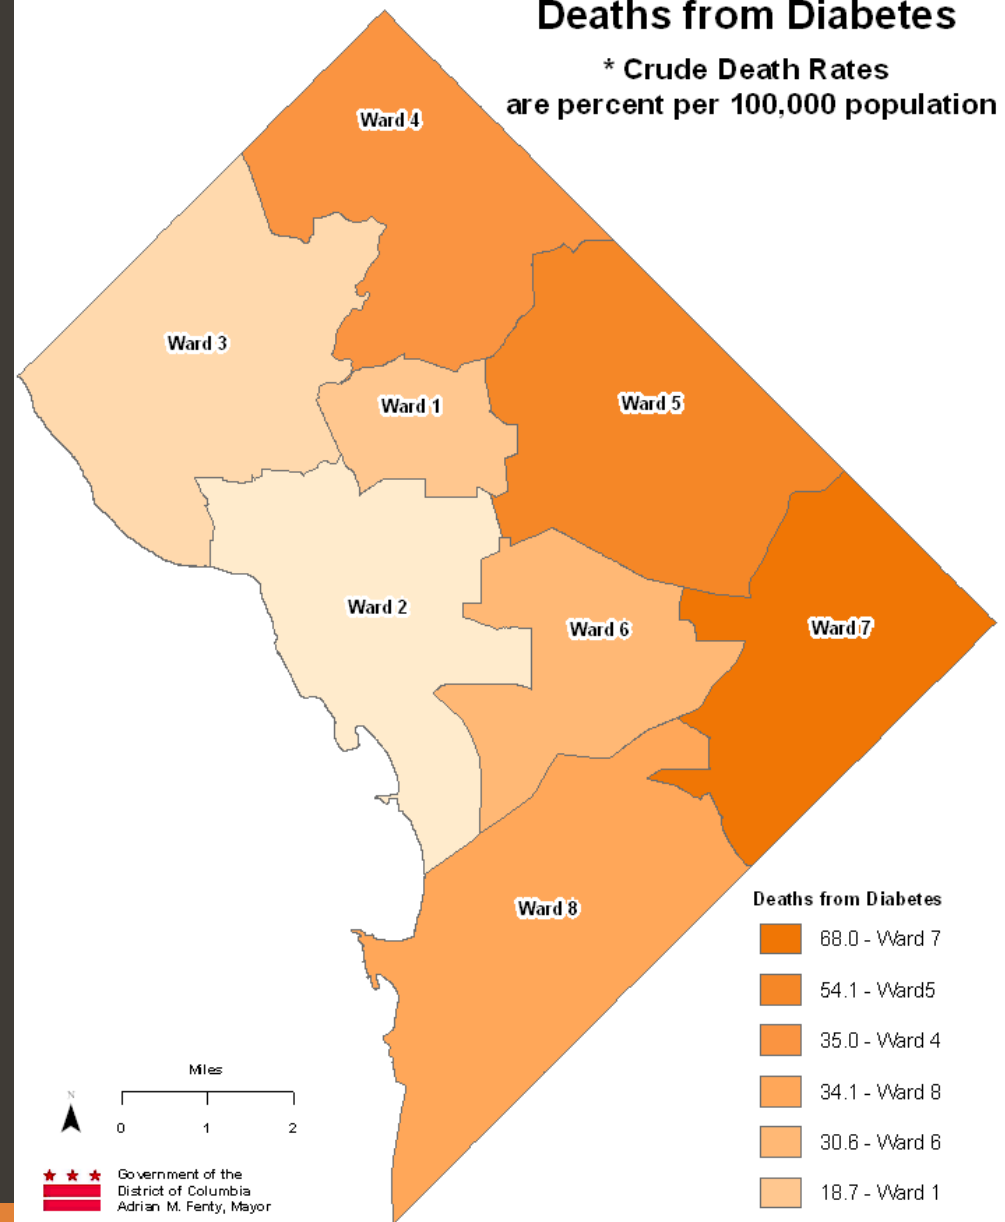 Deaths from Diabetes
* Crude Death Rates
are percent per 100,000 population
Ward 4
Ward 3
Ward 1
Ward 5
Ward 2
Ward 6
Ward 7
Ward 8
Deaths from Diabetes
68.0 - Ward 7
54.1 - Ward5
35.0 - Ward 4
34.1 - Ward 8
30.6 - Ward 6
18.7 - Ward 1
Miles
N
0 1 2
Government of the
District of Columbia
Adrian M. Fenty, Mayor